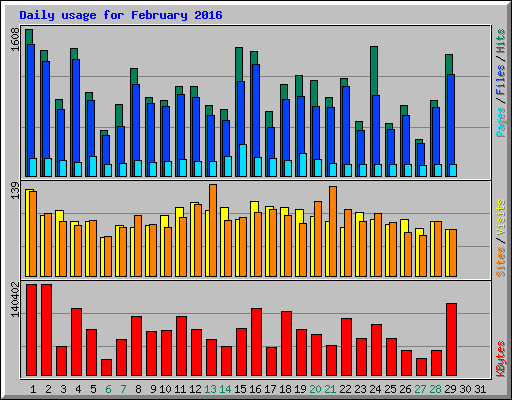 Daily usage for February 2016
1608
Pages / Files / Hits
139
Sites / Visits
140402
KBytes
1 2 3 4 5 6 7 8 9 10 11 12 13 14 15 16 17 18 19 20 21 22 23 24 25 26 27 28 29 30 31